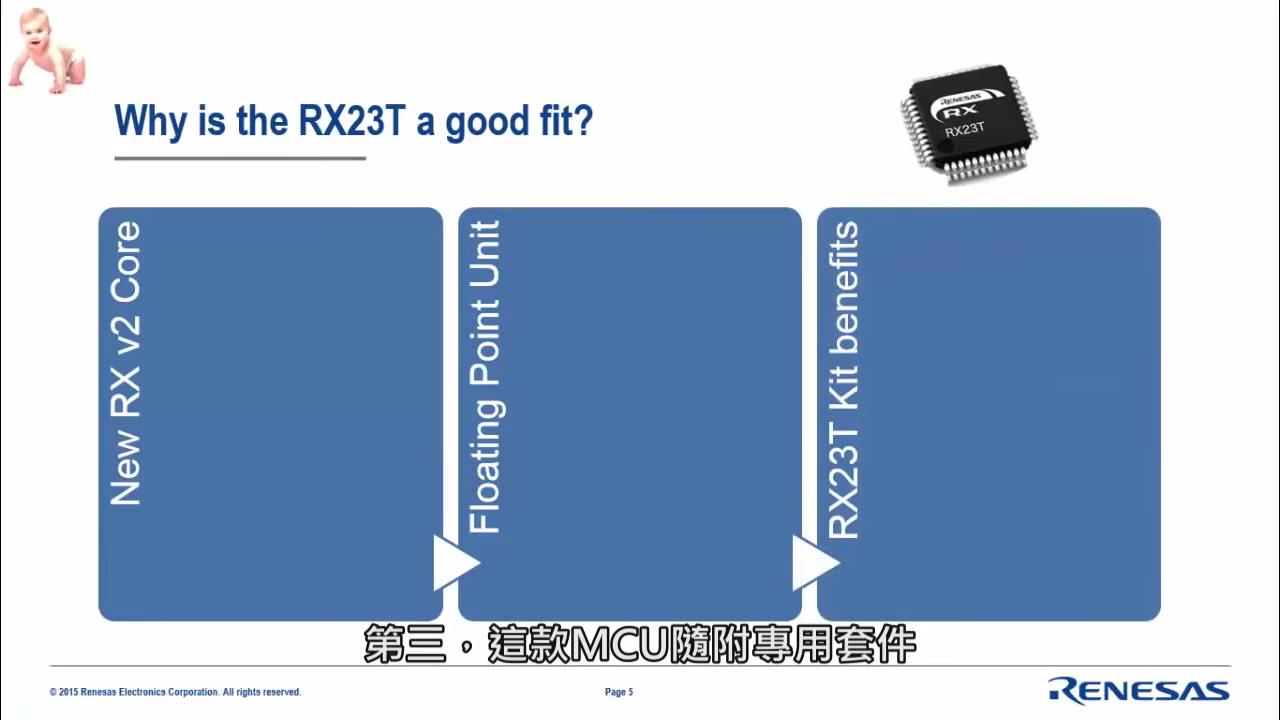 Why is the RX23T a good fit?
RENESAS
RX
RX23T
New RX v2 Core
Floating Point Unit
RX23T Kit benefits
第三，這款MCU隨附專用套件
© 2015 Renesas Electronics Corporation. All rights reserved.
Page 5
RENESAS